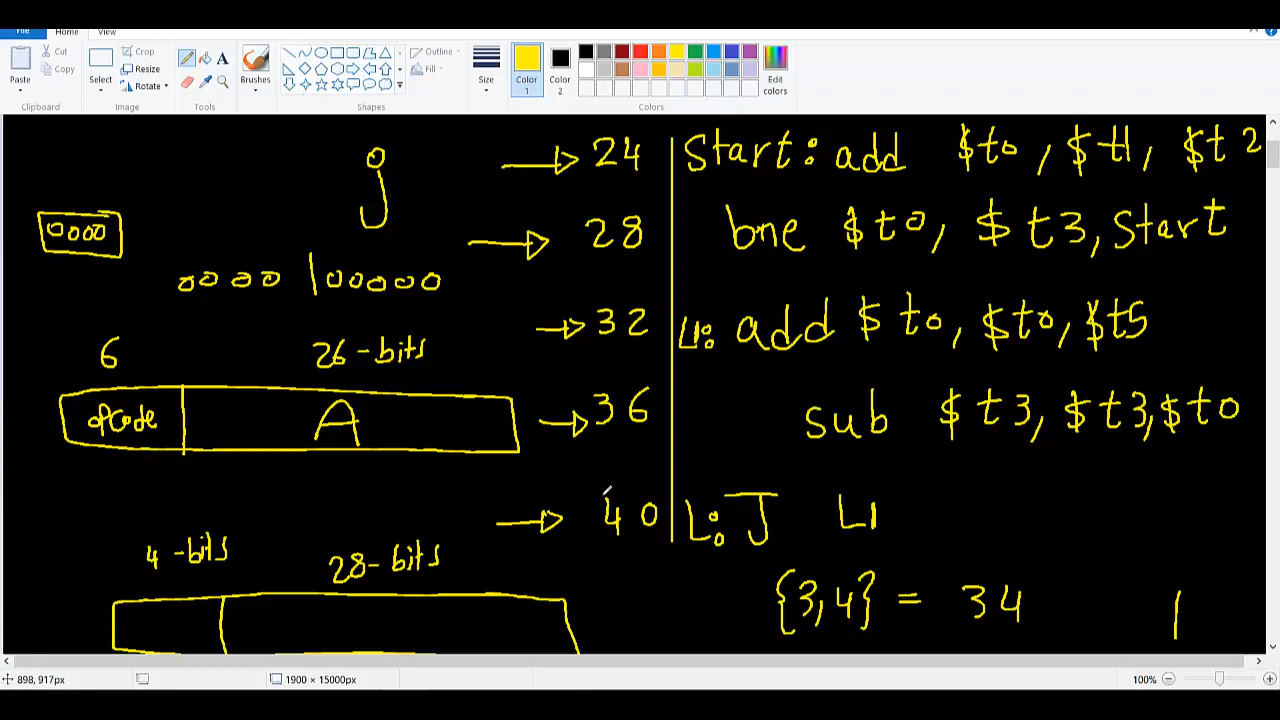 File Home View
Paste
Cut
Copy
Clipboard
Select
Crop
Resize
Rotate
Image
Tools
Brushes
Shapes
Outline
Fill
Size
Color 1
Color 2
Edit colors
Colors
j
0000
0000 100000
6 26-bits
opcode A
4-bits 28-bits
24 Start: add $t0, $t1, $t2
28 bne $t0, $t3, Start
32 L1: add $t0, $t0, $t5
36 sub $t3, $t3, $t0
40 L: J L1
{3,4} = 34
898, 917px
1900 × 15000px
100%